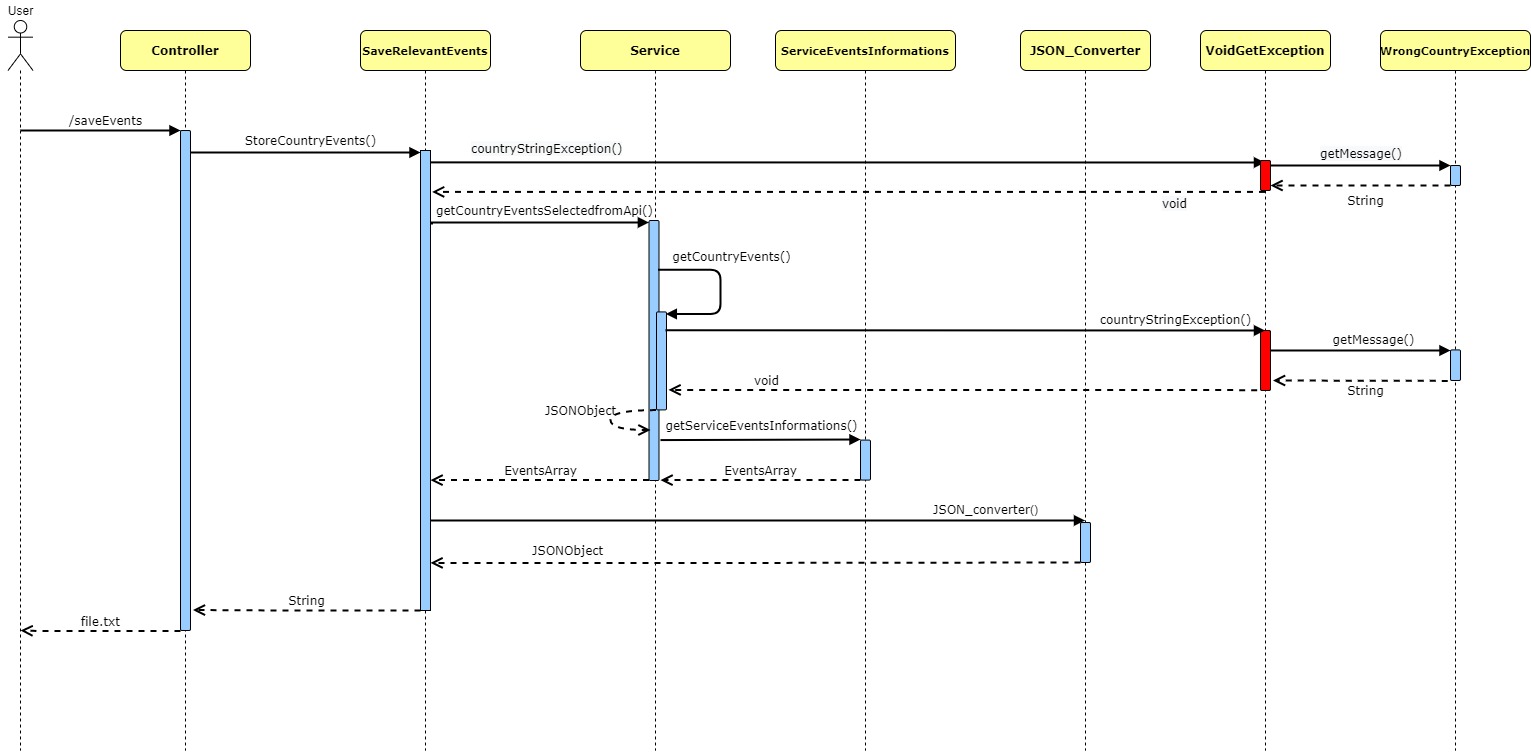 User
Controller
SaveRelevantEvents
Service
ServiceEventsInformations
JSON_Converter
VoidGetException
WrongCountryException
/saveEvents
StoreCountryEvents()
countryStringException()
getMessage()
String
void
getCountryEventsSelectedfromApi()
getCountryEvents()
countryStringException()
getMessage()
void
String
JSONObject
getServiceEventsInformations()
EventsArray
EventsArray
JSON_converter()
JSONObject
String
file.txt